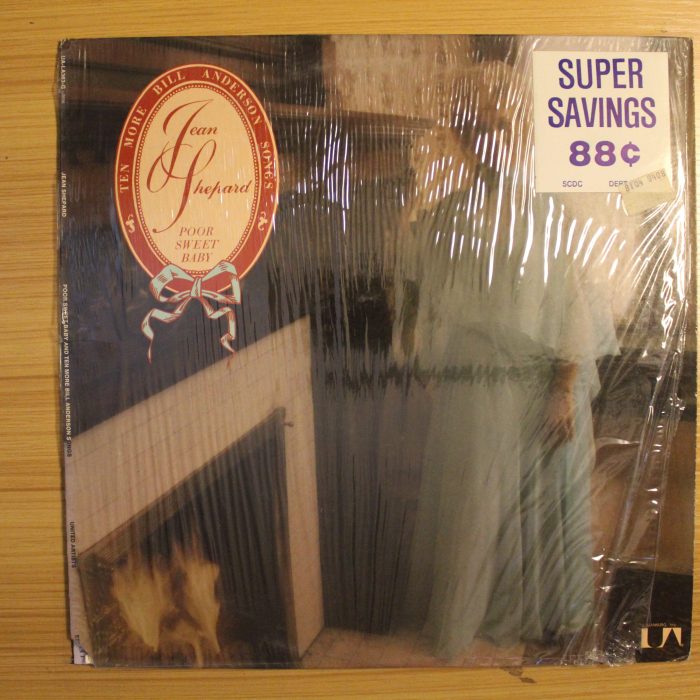 TEN MORE BILL ANDERSON SONGS
Jean
Shepard
POOR
SWEET
BABY
SUPER
SAVINGS
88¢
SCDC DEPT
JEAN SHEPARD
POOR SWEET BABY AND TEN MORE BILL ANDERSON SONGS
UNITED ARTISTS
UA